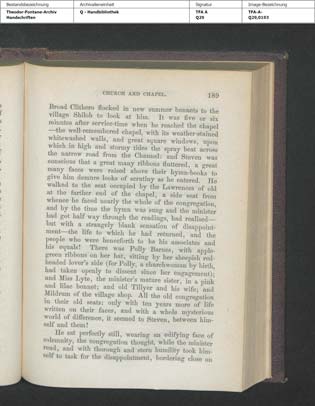 Bestandsbezeichnung Archivalieneinheit Signatur Image-Bezeichnung
Theodor-Fontane-Archiv Q - Handbibliothek TFA A TFA-A-
Handschriften Q29 Q29,0103
CHURCH AND CHAPEL. 189
Broad Clithero flocked in new summer bonnets to the
village Shiloh to look at him. It was five or six
minutes after service-time when he reached the chapel
—the well-remembered chapel, with its weather-stained
whitewashed walls, and great square windows, upon
which in high and stormy tides the spray beat across
the narrow road from the Channel: and Steven was
conscious that a great many ribbons fluttered, a great
many faces were raised above their hymn-books to
give him demure looks of scrutiny as he entered. He
walked to the seat occupied by the Lawrences of old
at the farther end of the chapel, a side seat from
whence he faced nearly the whole of the congregation,
and by the time the hymn was sung and the minister
had got half way through the readings, had realised—
but with a strangely blank sensation of disappoint-
ment—the life to which he had returned, and the
people who were henceforth to be his associates and
his equals! There was Polly Barnes, with apple-
green ribbons on her hat, sitting by her sheepish red-
headed lover's side (for Polly, a churchwoman by birth,
had taken openly to dissent since her engagement);
and Miss Lyte, the minister's mature sister, in a pink
and lilac bonnet; and old Tillyer and his wife; and
Mildrum of the village shop. All the old congregation
in their old seats: only with ten years more of life
written on their faces, and with a whole mysterious
world of difference, it seemed to Steven, between him-
self and them!
He sat perfectly still, wearing an edifying face of
solemnity, the congregation thought, while the minister
read, and with thorough and stern humility took him-
self to task for the disappointment, bordering close on